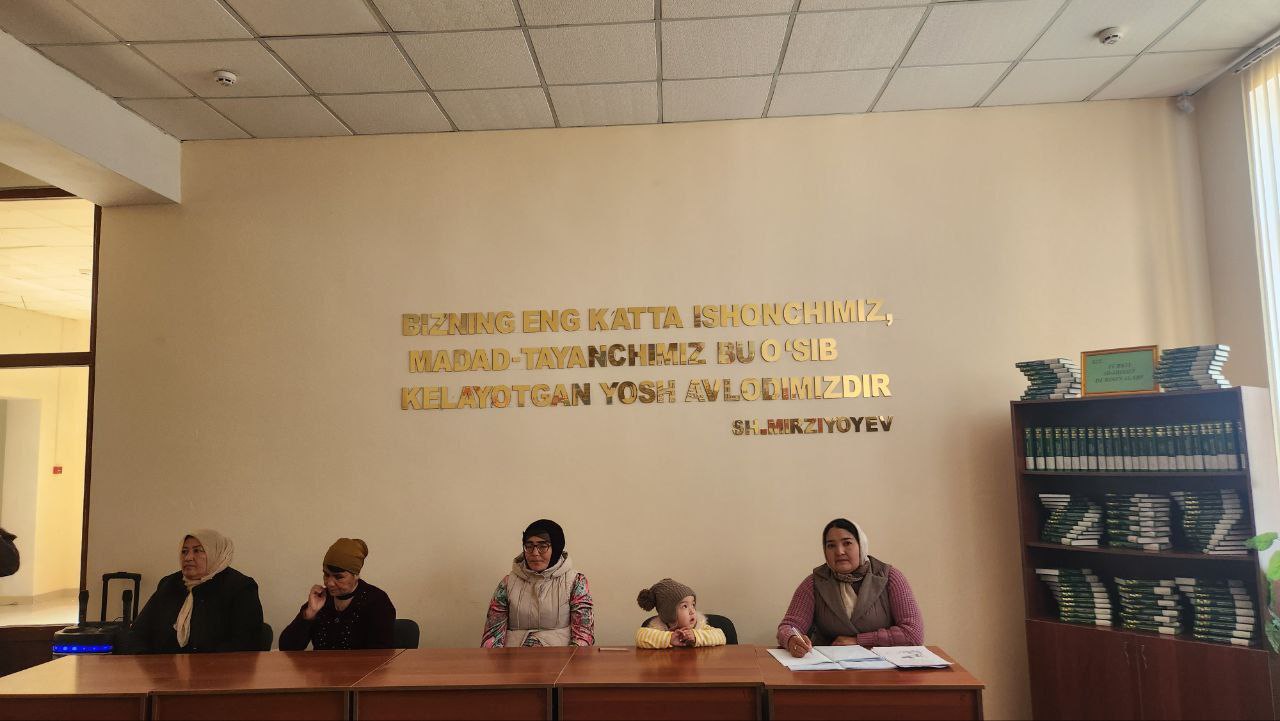 BIZNING ENG KATTA ISHONCHIMIZ,
MADAD-TAYANCHIMIZ BU O‘SIB
KELAYOTGAN YOSH AVLODIMIZDIR
SH.MIRZIYOYEV